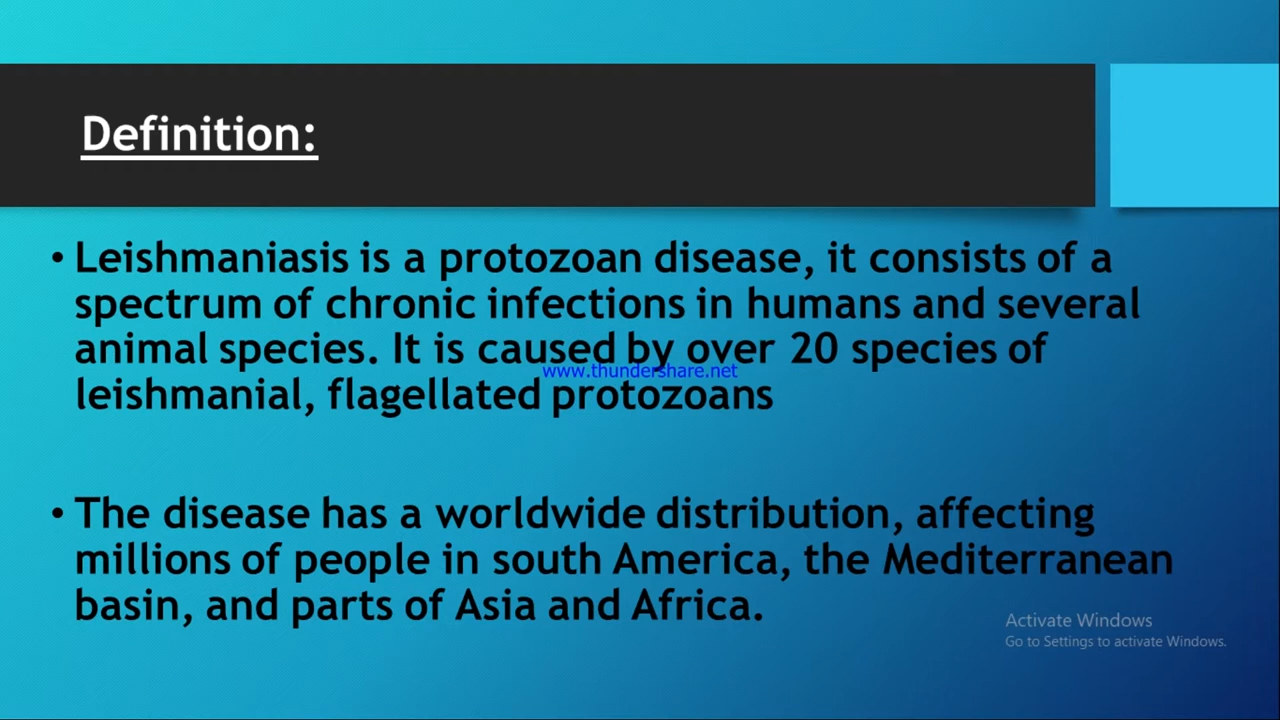 Definition:
• Leishmaniasis is a protozoan disease, it consists of a
spectrum of chronic infections in humans and several
animal species. It is caused by over 20 species of
www.thundershare.net
leishmanial, flagellated protozoans
• The disease has a worldwide distribution, affecting
millions of people in south America, the Mediterranean
basin, and parts of Asia and Africa.
Activate Windows
Go to Settings to activate Windows.